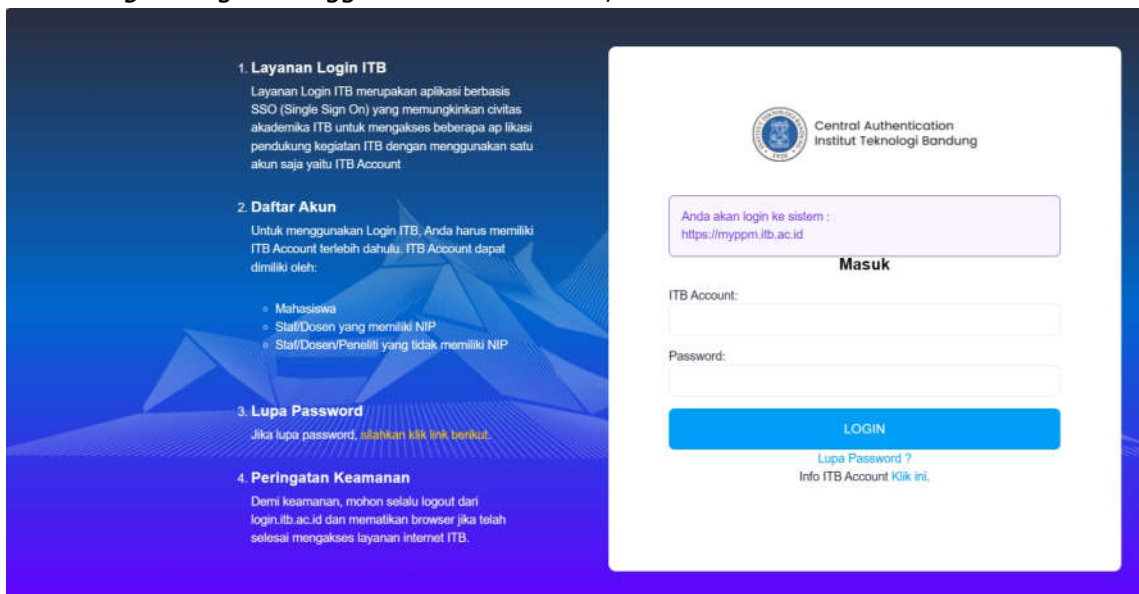 1. Layanan Login ITB
Layanan Login ITB merupakan aplikasi berbasis
SSO (Single Sign On) yang memungkinkan civitas
akademika ITB untuk mengakses beberapa ap likasi
pendukung kegiatan ITB dengan menggunakan satu
akun saja yaitu ITB Account
2. Daftar Akun
Untuk menggunakan Login ITB, Anda harus memiliki
ITB Account terlebih dahulu. ITB Account dapat
dimiliki oleh:
Mahasiswa
Staf/Dosen yang memiliki NIP
Staf/Dosen/Peneliti yang tidak memiliki NIP
3. Lupa Password
Jika lupa password, silahkan klik link berikut.
4. Peringatan Keamanan
Demi keamanan, mohon selalu logout dari
login.itb.ac.id dan mematikan browser jika telah
selesai mengakses layanan internet ITB.
Central Authentication
Institut Teknologi Bandung
Anda akan login ke sistem :
https://myppm.itb.ac.id
Masuk
ITB Account:
Password:
LOGIN
Lupa Password ?
Info ITB Account Klik ini.